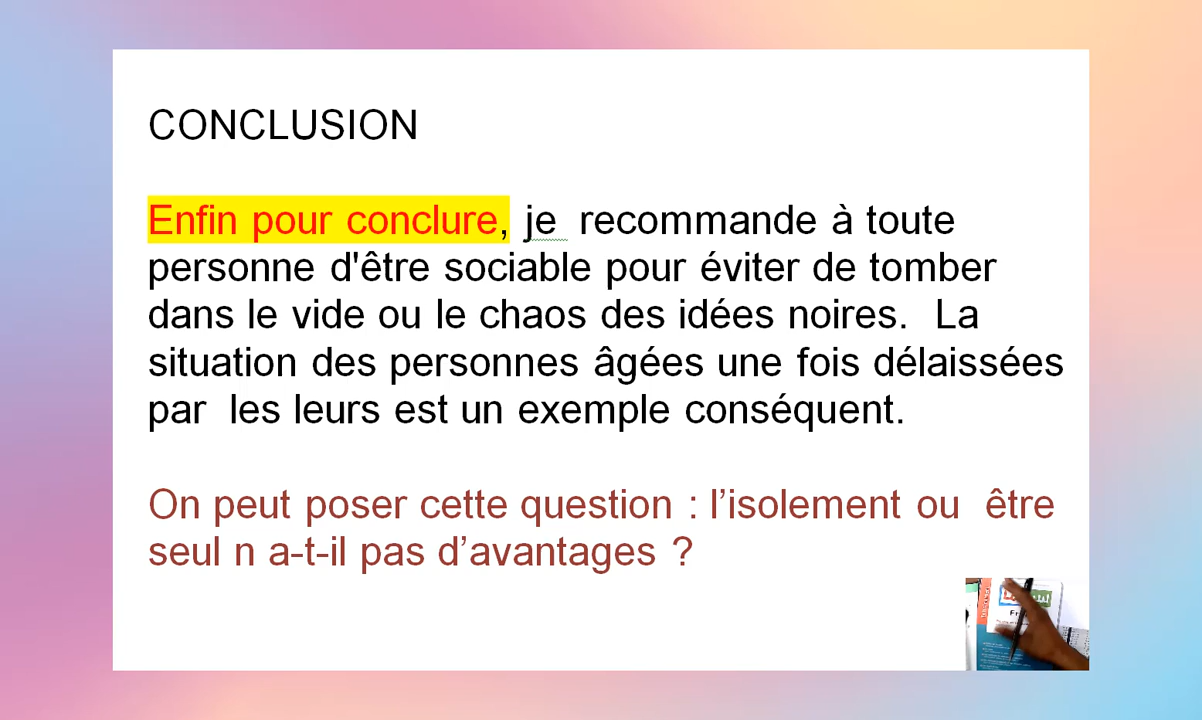 CONCLUSION
Enfin pour conclure, je  recommande à toute
personne d'être sociable pour éviter de tomber
dans le vide ou le chaos des idées noires.  La
situation des personnes âgées une fois délaissées
par  les leurs est un exemple conséquent.
On peut poser cette question : l’isolement ou  être
seul n a-t-il pas d’avantages ?